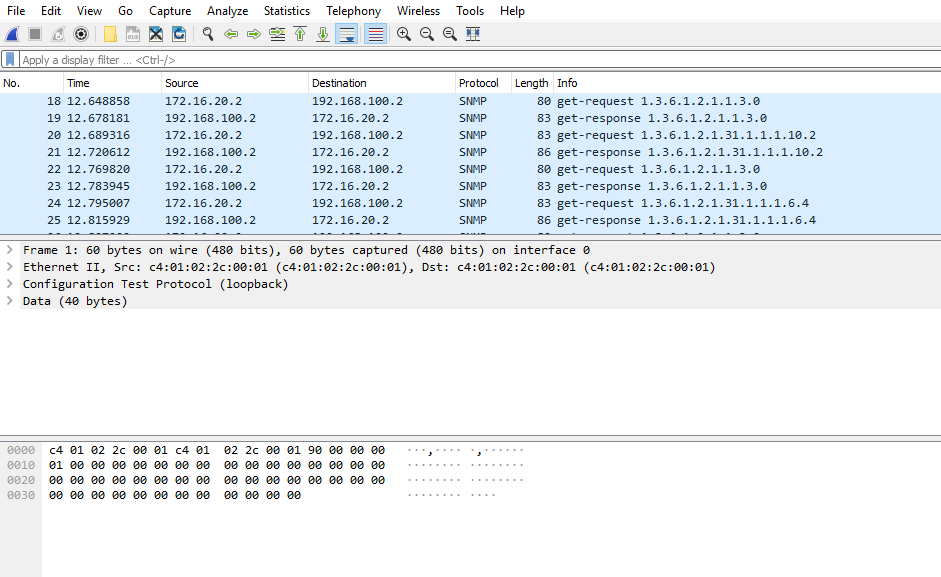 File Edit View Go Capture Analyze Statistics Telephony Wireless Tools Help
Apply a display filter ... <Ctrl-/>
No. Time Source Destination Protocol Length Info
18 12.648858 172.16.20.2 192.168.100.2 SNMP 80 get-request 1.3.6.1.2.1.1.3.0
19 12.678181 192.168.100.2 172.16.20.2 SNMP 83 get-response 1.3.6.1.2.1.1.3.0
20 12.689316 172.16.20.2 192.168.100.2 SNMP 83 get-request 1.3.6.1.2.1.31.1.1.1.10.2
21 12.720612 192.168.100.2 172.16.20.2 SNMP 86 get-response 1.3.6.1.2.1.31.1.1.1.10.2
22 12.769820 172.16.20.2 192.168.100.2 SNMP 80 get-request 1.3.6.1.2.1.1.3.0
23 12.783945 192.168.100.2 172.16.20.2 SNMP 83 get-response 1.3.6.1.2.1.1.3.0
24 12.795007 172.16.20.2 192.168.100.2 SNMP 83 get-request 1.3.6.1.2.1.31.1.1.1.6.4
25 12.815929 192.168.100.2 172.16.20.2 SNMP 86 get-response 1.3.6.1.2.1.31.1.1.1.6.4
Frame 1: 60 bytes on wire (480 bits), 60 bytes captured (480 bits) on interface 0
Ethernet II, Src: c4:01:02:2c:00:01 (c4:01:02:2c:00:01), Dst: c4:01:02:2c:00:01 (c4:01:02:2c:00:01)
Configuration Test Protocol (loopback)
Data (40 bytes)
0000 c4 01 02 2c 00 01 c4 01 02 2c 00 01 90 00 00 00 ···,···· ·,······
0010 01 00 00 00 00 00 00 00 00 00 00 00 00 00 00 00 ········ ········
0020 00 00 00 00 00 00 00 00 00 00 00 00 00 00 00 00 ········ ········
0030 00 00 00 00 00 00 00 00 00 00 00 00 ········ ····